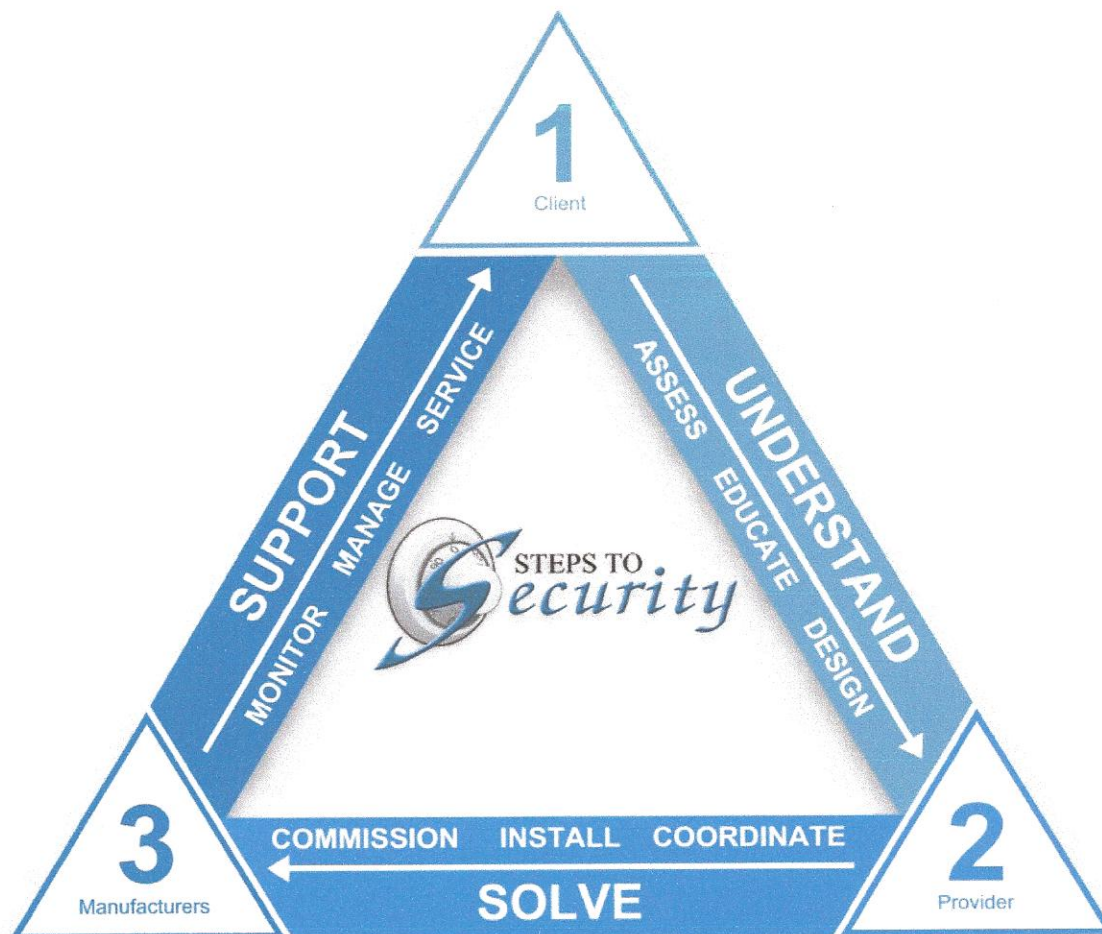 1
Client
SUPPORT
MONITOR MANAGE SERVICE
UNDERSTAND
ASSESS EDUCATE DESIGN
STEPS TO
Security
3
Manufacturers
COMMISSION INSTALL COORDINATE
SOLVE
2
Provider